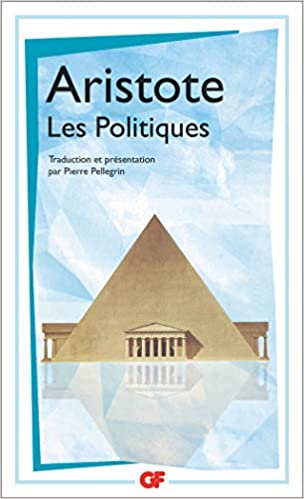 Aristote
Les Politiques
Traduction et présentation
par Pierre Pellegrin
GF